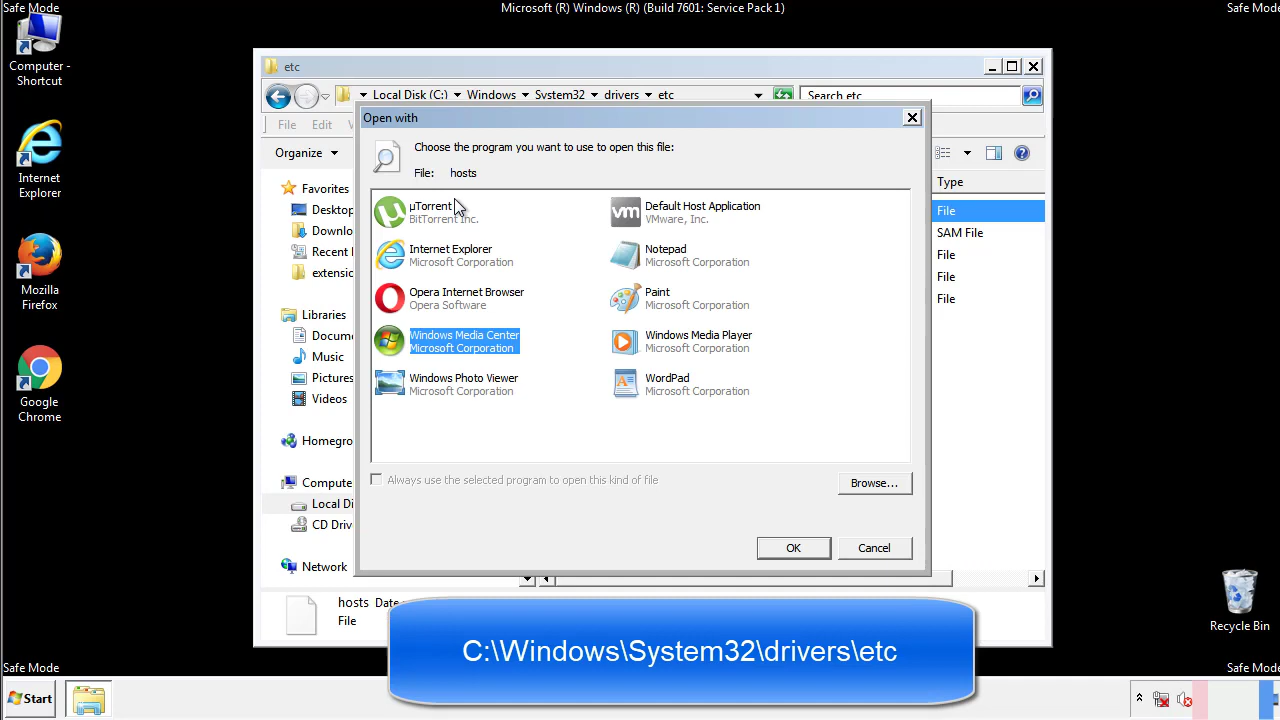 Safe Mode
Microsoft (R) Windows (R) (Build 7601: Service Pack 1)
Safe Mode
Computer - Shortcut
Internet Explorer
Mozilla Firefox
Google Chrome
Recycle Bin
etc
Local Disk (C:) Windows System32 drivers etc
Search etc
File Edit
Organize
Favorites
Desktop
Recent
Libraries
Music
Pictures
Videos
Network
Type
File
SAM File
File
File
File
Open with
Choose the program you want to use to open this file:
File: hosts
µTorrent
BitTorrent Inc.
Default Host Application
VMware, Inc.
Internet Explorer
Microsoft Corporation
Notepad
Microsoft Corporation
Opera Internet Browser
Opera Software
Paint
Microsoft Corporation
Windows Media Center
Microsoft Corporation
Windows Media Player
Microsoft Corporation
Windows Photo Viewer
Microsoft Corporation
WordPad
Microsoft Corporation
Always use the selected program to open this kind of file
Browse...
OK
Cancel
hosts
File
C:\Windows\System32\drivers\etc
Safe Mode
Safe Mode
Start